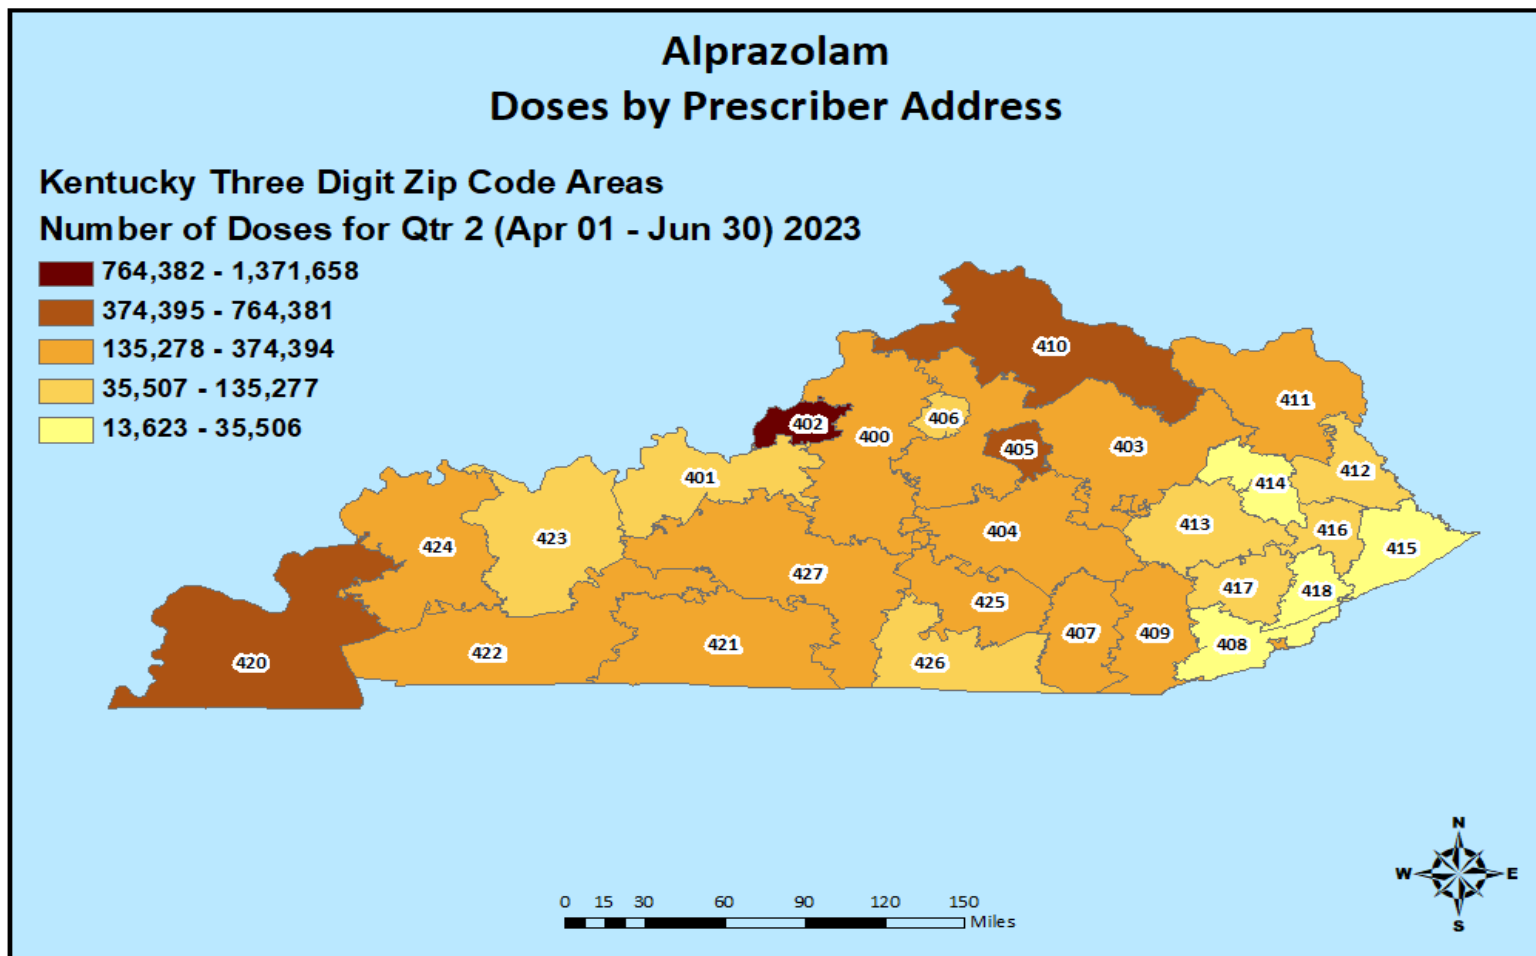 Alprazolam
Doses by Prescriber Address
Kentucky Three Digit Zip Code Areas
Number of Doses for Qtr 2 (Apr 01 - Jun 30) 2023
764,382 - 1,371,658
374,395 - 764,381
135,278 - 374,394
35,507 - 135,277
13,623 - 35,506
410
411
402
406
400
403
405
401
412
414
413
416
423
404
424
415
427
417
418
425
407
409
421
408
422
420
426
N
W E
S
0 15 30 60 90 120 150
Miles